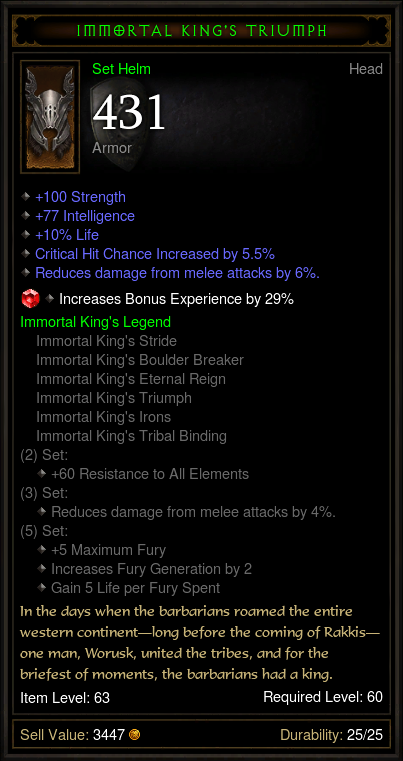 IMMORTAL KING'S TRIUMPH
Set Helm
Head
431
Armor
+100 Strength
+77 Intelligence
+10% Life
Critical Hit Chance Increased by 5.5%
Reduces damage from melee attacks by 6%.
Increases Bonus Experience by 29%
Immortal King's Legend
Immortal King's Stride
Immortal King's Boulder Breaker
Immortal King's Eternal Reign
Immortal King's Triumph
Immortal King's Irons
Immortal King's Tribal Binding
(2) Set:
+60 Resistance to All Elements
(3) Set:
Reduces damage from melee attacks by 4%.
(5) Set:
+5 Maximum Fury
Increases Fury Generation by 2
Gain 5 Life per Fury Spent
In the days when the barbarians roamed the entire
western continent—long before the coming of Rakkis—
one man, Worusk, united the tribes, and for the
briefest of moments, the barbarians had a king.
Item Level: 63
Required Level: 60
Sell Value: 3447
Durability: 25/25